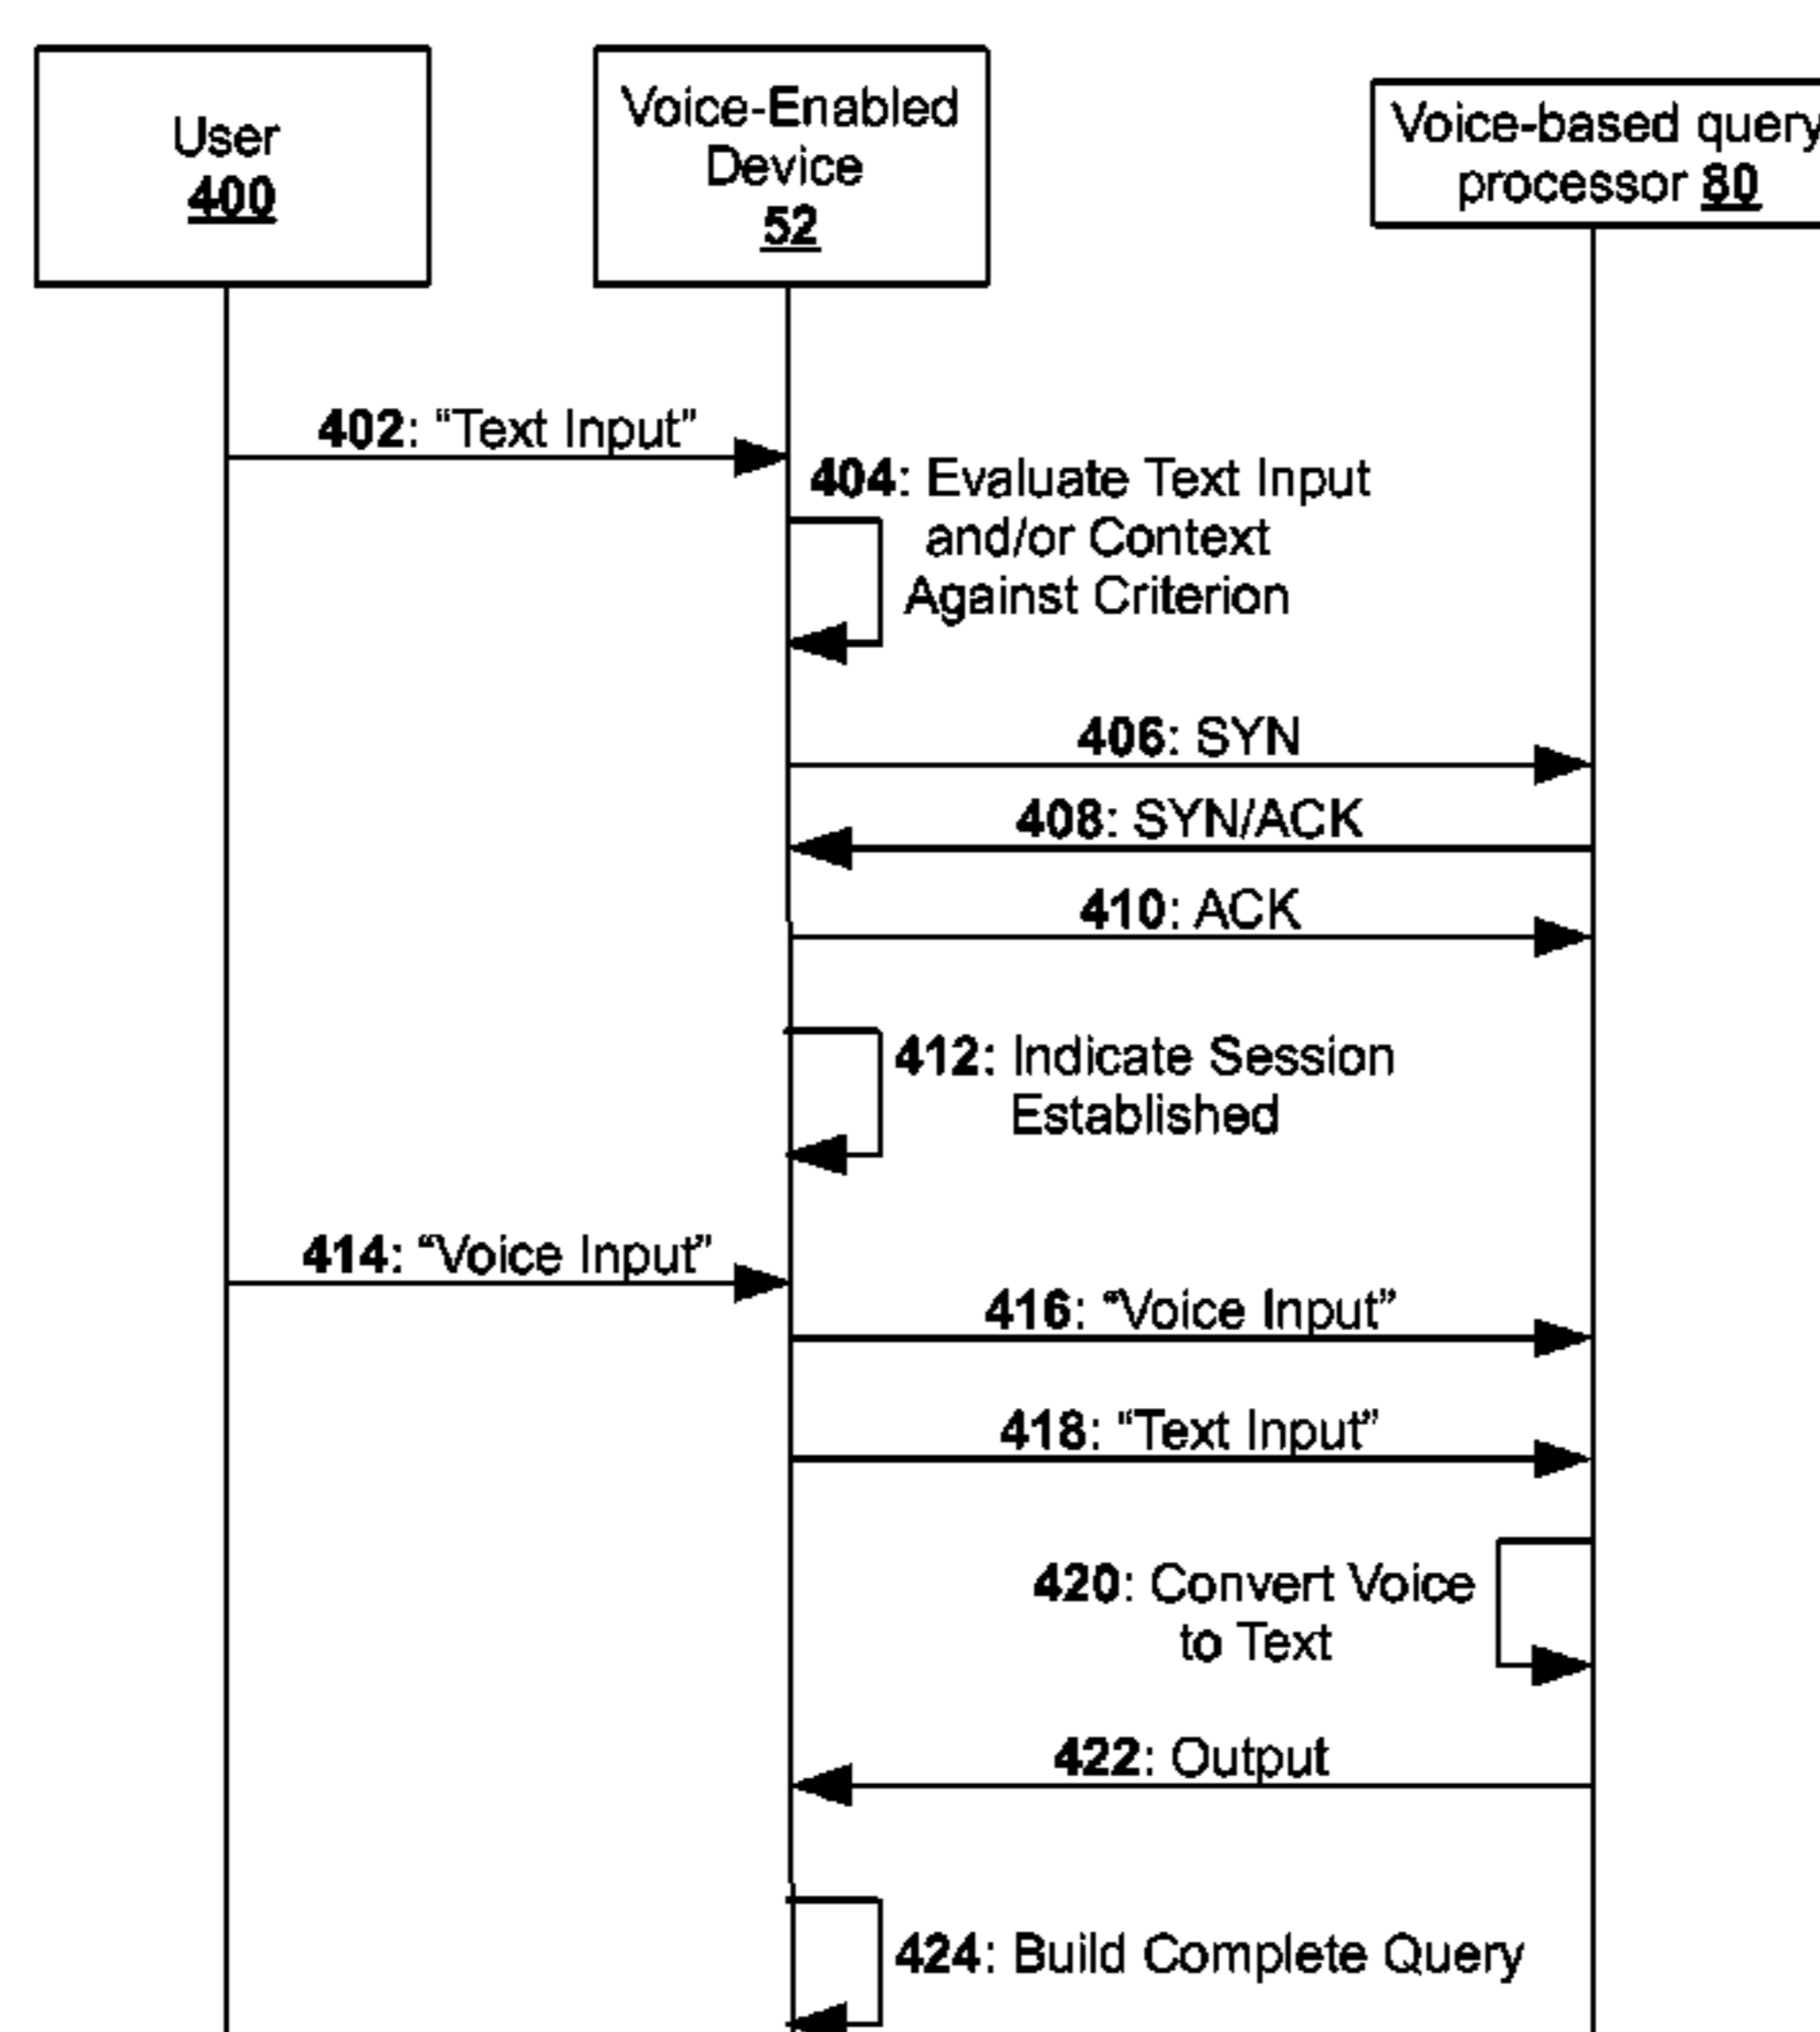 User
400
Voice-Enabled
Device
52
Voice-based query
processor 80
402: “Text Input”
404: Evaluate Text Input
and/or Context
Against Criterion
406: SYN
408: SYN/ACK
410: ACK
412: Indicate Session
Established
414: “Voice Input”
416: “Voice Input”
418: “Text Input”
420: Convert Voice
to Text
422: Output
424: Build Complete Query